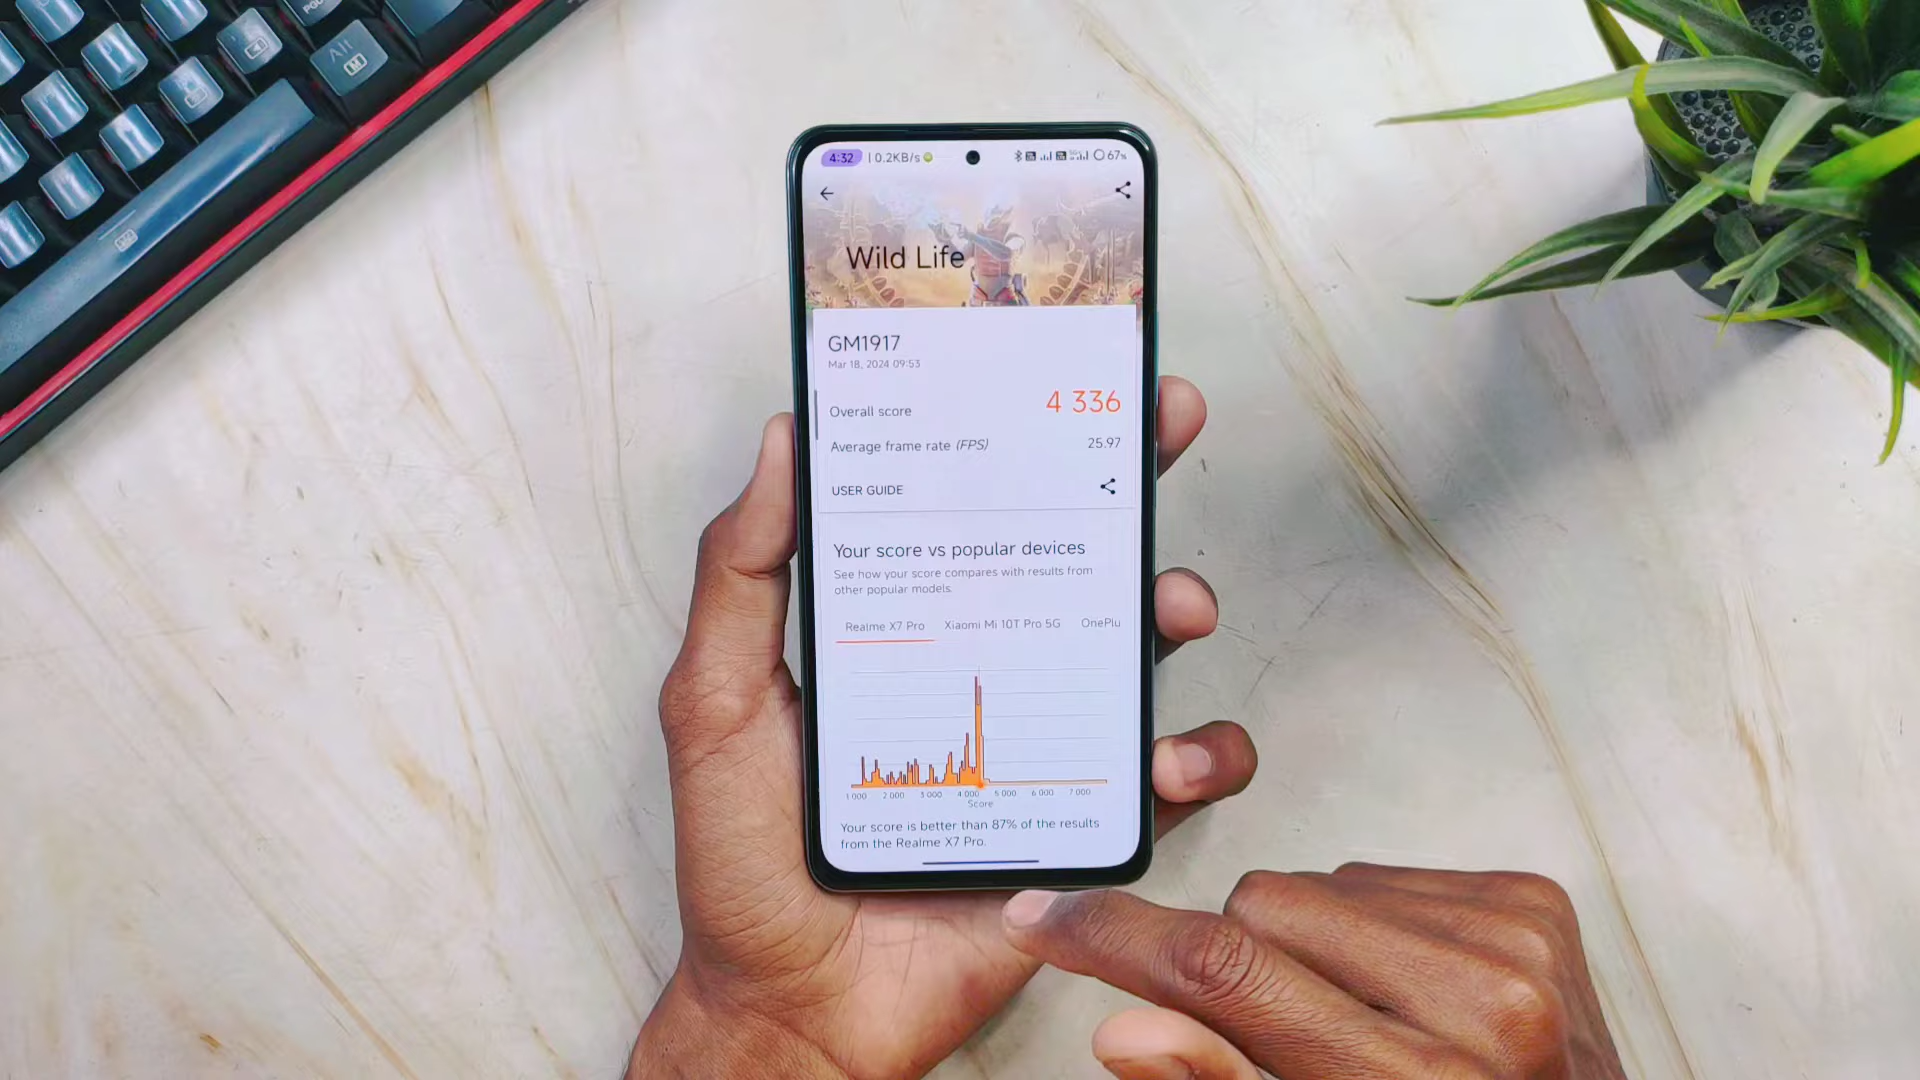 Alt
4:32 | 0.2KB/s 67%
Wild Life
GM1917
Mar 18, 2024 09:53
Overall score 4 336
Average frame rate (FPS) 25.97
USER GUIDE
Your score vs popular devices
See how your score compares with results from
other popular models.
Realme X7 Pro Xiaomi Mi 10T Pro 5G OnePlu
1 000 2 000 3 000 4 000 5 000 6 000 7 000
Score
Your score is better than 87% of the results
from the Realme X7 Pro.